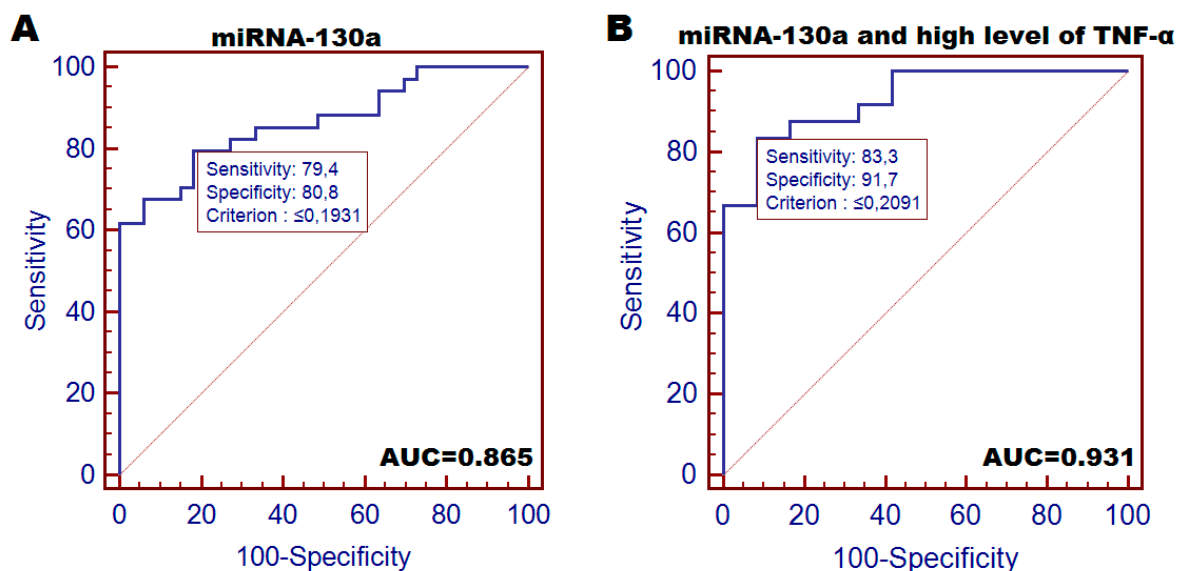 A
miRNA-130a
100
80
60
40
20
0
Sensitivity
Sensitivity: 79,4
Specificity: 80,8
Criterion : ≤0,1931
AUC=0.865
0 20 40 60 80 100
100-Specificity
B
miRNA-130a and high level of TNF-α
100
80
60
40
20
0
Sensitivity
Sensitivity: 83,3
Specificity: 91,7
Criterion : ≤0,2091
AUC=0.931
0 20 40 60 80 100
100-Specificity